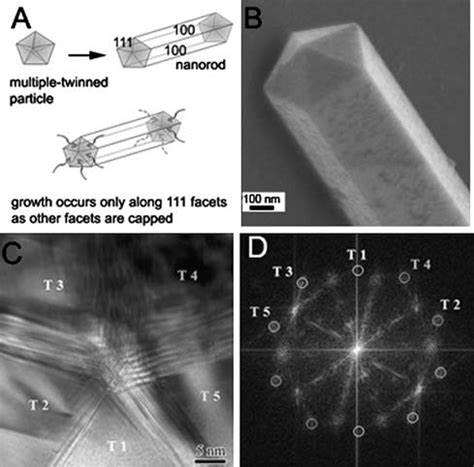 A
111
100
100
nanorod
multiple-twinned
particle
growth occurs only along 111 facets
as other facets are capped
B
100 nm
C
T 3
T 4
T 2
T 5
T 1
5 nm
D
T 1
T 3
T 4
T 5
T 2